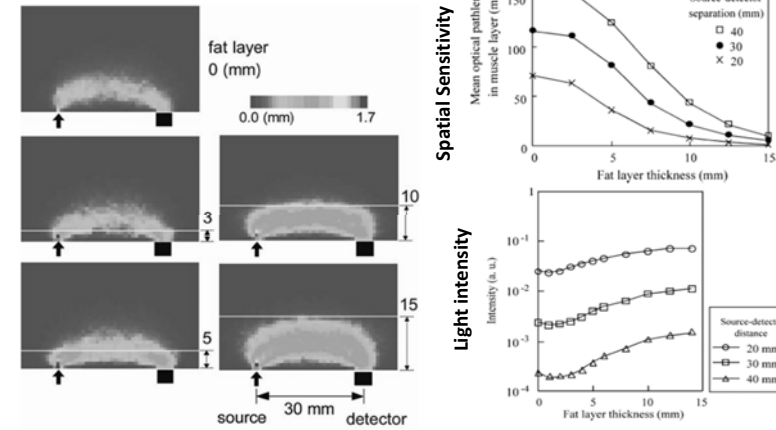 fat layer
0 (mm)
0.0 (mm)
1.7
3
10
5
15
30 mm
source
detector
Spatial Sensitivity
Mean optical
in muscle layer
separation (mm)
40
30
20
150
100
50
0
0
5
10
15
Fat layer thickness (mm)
Light intensity
Intensity (a. u.)
1
10-1
10-2
10-3
10-4
0
5
10
15
Fat layer thickness (mm)
distance
20 mm
30 mm
40 mm